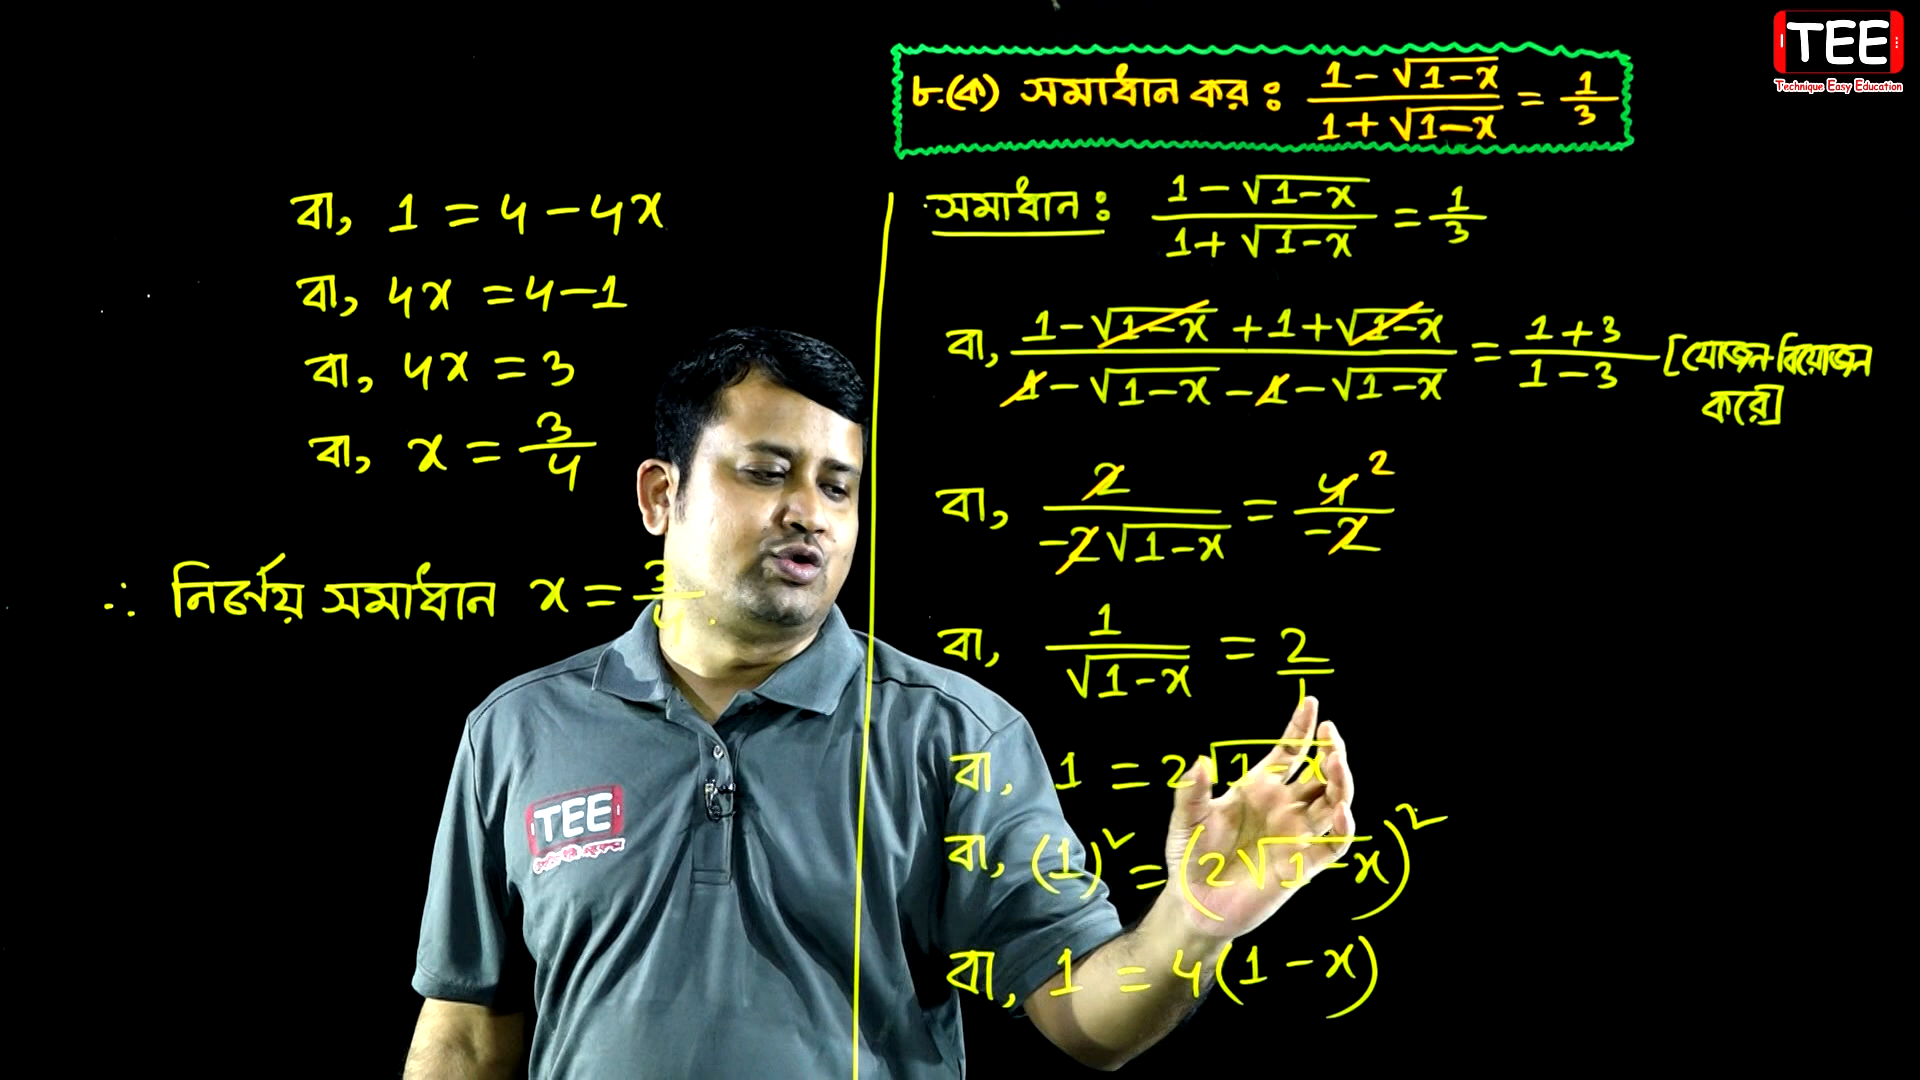 TEE
Technique Easy Education
৮.(ক) সমাধান কর : (1-√(1-x))/(1+√(1-x)) = 1/3
সমাধান : (1-√(1-x))/(1+√(1-x)) = 1/3
বা, (1-√(1-x)+1+√(1-x))/(1-√(1-x)-1-√(1-x)) = (1+3)/(1-3) [যোজন-বিয়োজন
করে]
বা, 2/(-2√(1-x)) = 4/(-2) 2
বা, 1/√(1-x) = 2/1
বা, 1 = 2√(1-x)
বা, (1)² = (2√(1-x))²
বা, 1 = 4(1-x)
বা, 1 = 4-4x
বা, 4x = 4-1
বা, 4x = 3
বা, x = 3/4
∴ নির্ণেয় সমাধান x = 3/4.
TEE